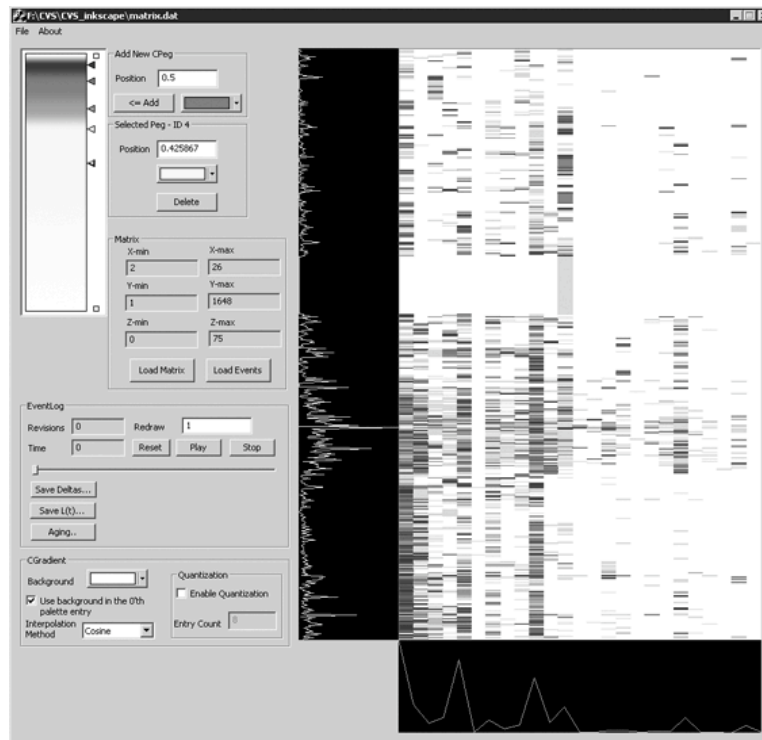 F:\CVS\CVS_inkscape\matrix.dat
File About
Add New CPeg
Position 0.5
<= Add
Selected Peg - ID 4
Position 0.425867
Delete
Matrix
X-min X-max
2 26
Y-min Y-max
1 1648
Z-min Z-max
0 75
Load Matrix Load Events
EventLog
Revisions 0 Redraw 1
Time 0 Reset Play Stop
Save Deltas...
Save L(t)...
Aging..
CGradient
Background
Quantization
Enable Quantization
Use background in the 0'th
palette entry
Entry Count 8
Interpolation
Method Cosine